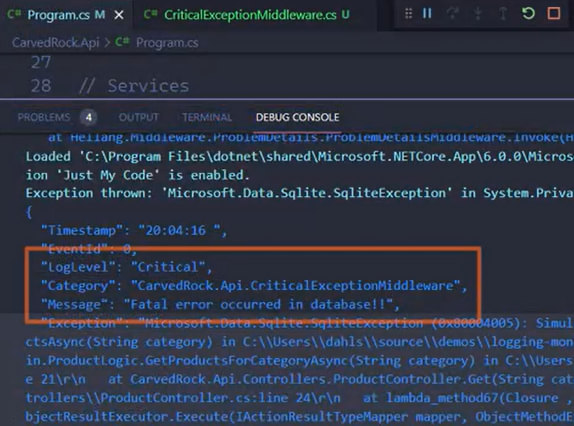 C# Program.cs M X C# CriticalExceptionMiddleware.cs U
CarvedRock.Api > C# Program.cs
27
28 // Services
PROBLEMS 4 OUTPUT TERMINAL DEBUG CONSOLE
at Hellang.Middleware.ProblemDetails.ProblemDetailsMiddleware.Invoke(H
Loaded 'C:\Program Files\dotnet\shared\Microsoft.NETCore.App\6.0.0\Micros
ion 'Just My Code' is enabled.
Exception thrown: 'Microsoft.Data.Sqlite.SqliteException' in System.Priva
{
"Timestamp": "20:04:16 ",
"EventId": 0,
"LogLevel": "Critical",
"Category": "CarvedRock.Api.CriticalExceptionMiddleware",
"Message": "Fatal error occurred in database!!",
"Exception": "Microsoft.Data.Sqlite.SqliteException (0x80004005): Simul
ctsAsync(String category) in C:\\Users\\dahls\\source\\demos\\logging-mon
in.ProductLogic.GetProductsForCategoryAsync(String category) in C:\\Users
e 21\r\n   at CarvedRock.Api.Controllers.ProductController.Get(String cat
trollers\\ProductController.cs:line 24\r\n   at lambda_method67(Closure ,
bjectResultExecutor.Execute(IActionResultTypeMapper mapper, ObjectMethodE